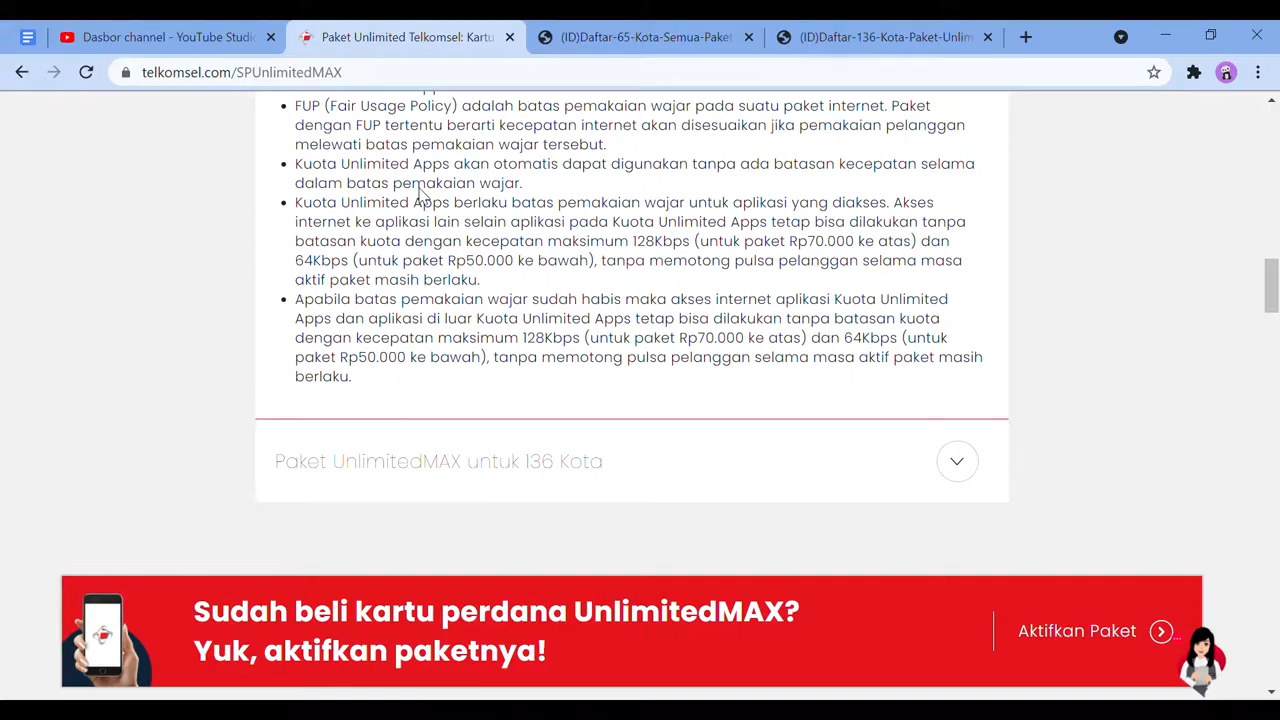 Dasbor channel - YouTube Studi
Paket Unlimited Telkomsel: Kartu
(ID)Daftar-65-Kota-Semua-Paket
(ID)Daftar-136-Kota-Paket-Unlim
telkomsel.com/SPUnlimitedMAX
FUP (Fair Usage Policy) adalah batas pemakaian wajar pada suatu paket internet. Paket
dengan FUP tertentu berarti kecepatan internet akan disesuaikan jika pemakaian pelanggan
melewati batas pemakaian wajar tersebut.
Kuota Unlimited Apps akan otomatis dapat digunakan tanpa ada batasan kecepatan selama
dalam batas pemakaian wajar.
Kuota Unlimited Apps berlaku batas pemakaian wajar untuk aplikasi yang diakses. Akses
internet ke aplikasi lain selain aplikasi pada Kuota Unlimited Apps tetap bisa dilakukan tanpa
batasan kuota dengan kecepatan maksimum 128Kbps (untuk paket Rp70.000 ke atas) dan
64Kbps (untuk paket Rp50.000 ke bawah), tanpa memotong pulsa pelanggan selama masa
aktif paket masih berlaku.
Apabila batas pemakaian wajar sudah habis maka akses internet aplikasi Kuota Unlimited
Apps dan aplikasi di luar Kuota Unlimited Apps tetap bisa dilakukan tanpa batasan kuota
dengan kecepatan maksimum 128Kbps (untuk paket Rp70.000 ke atas) dan 64Kbps (untuk
paket Rp50.000 ke bawah), tanpa memotong pulsa pelanggan selama masa aktif paket masih
berlaku.
Paket UnlimitedMAX untuk 136 Kota
Sudah beli kartu perdana UnlimitedMAX?
Yuk, aktifkan paketnya!
Aktifkan Paket